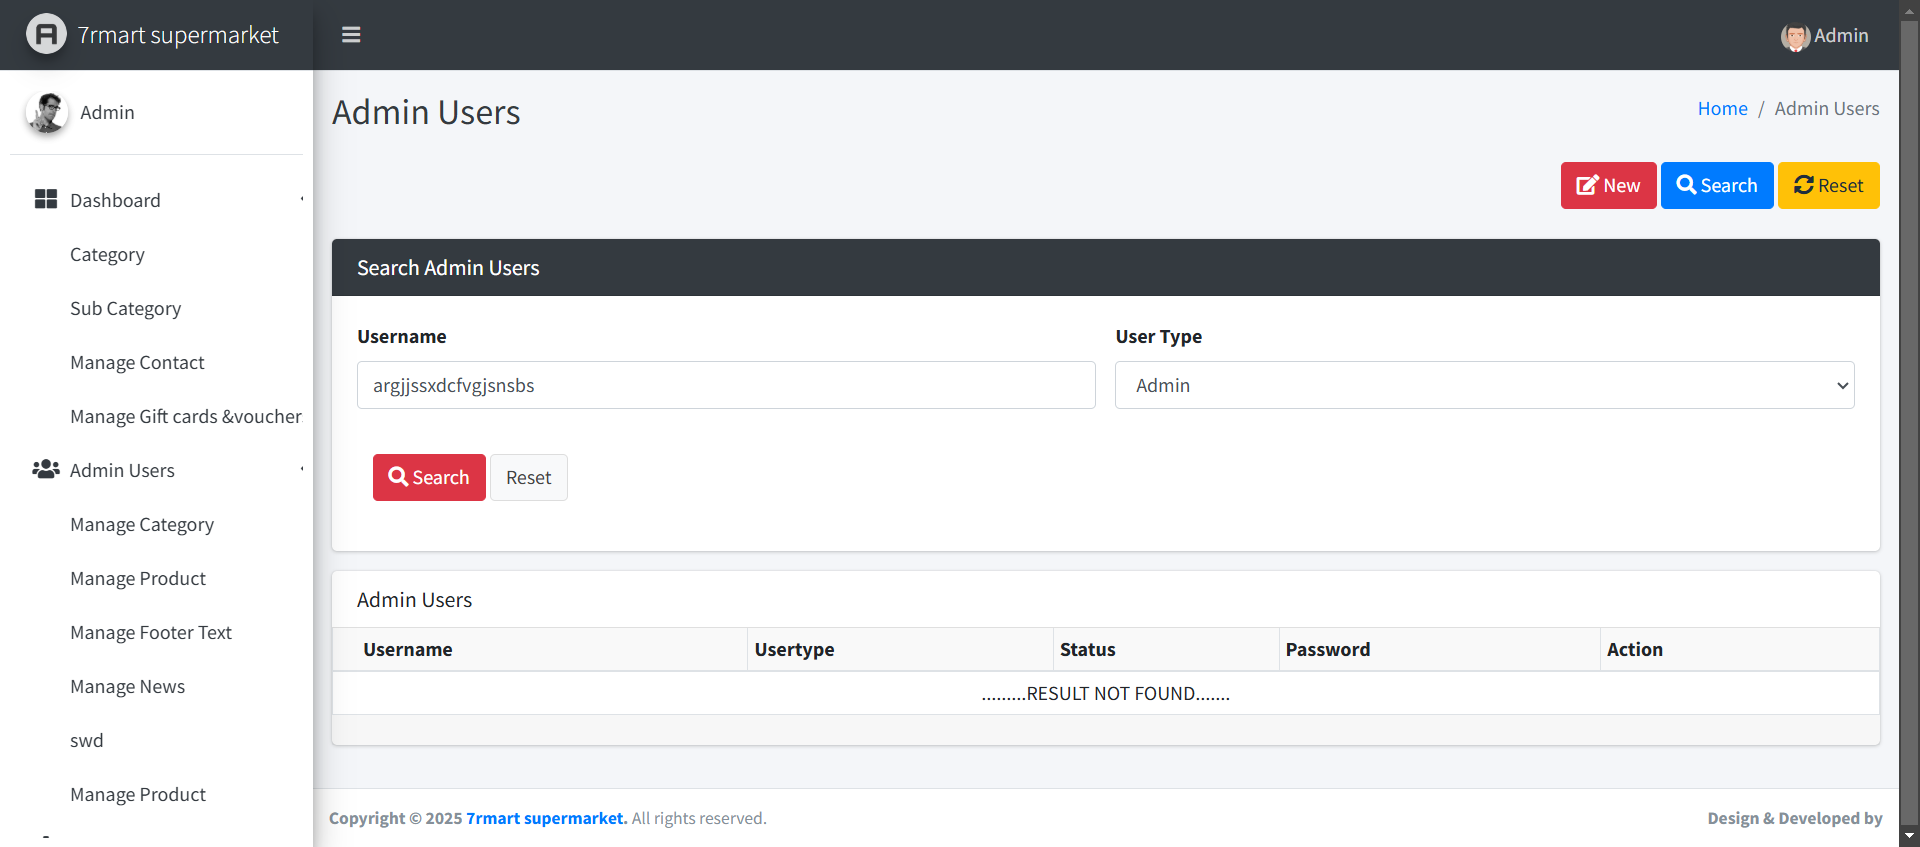 7rmart supermarket
Admin
Admin
Dashboard
Category
Sub Category
Manage Contact
Manage Gift cards &voucher
Admin Users
Manage Category
Manage Product
Manage Footer Text
Manage News
swd
Manage Product
Admin Users
Home / Admin Users
New Search Reset
Search Admin Users
Username User Type
argjjssxdcfvgjsnsbs Admin
Search Reset
Admin Users
Username Usertype Status Password Action
.........RESULT NOT FOUND.......
Copyright © 2025 7rmart supermarket. All rights reserved.
Design & Developed by